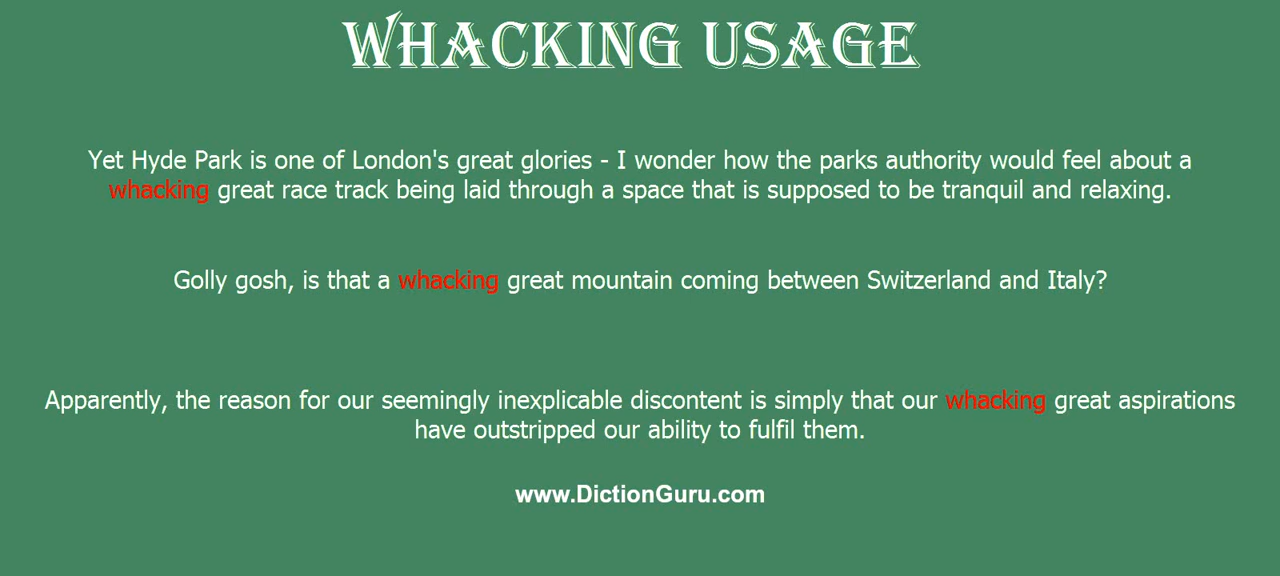 WHACKING USAGE
Yet Hyde Park is one of London's great glories - I wonder how the parks authority would feel about a
whacking great race track being laid through a space that is supposed to be tranquil and relaxing.
Golly gosh, is that a whacking great mountain coming between Switzerland and Italy?
Apparently, the reason for our seemingly inexplicable discontent is simply that our whacking great aspirations
have outstripped our ability to fulfil them.
www.DictionGuru.com